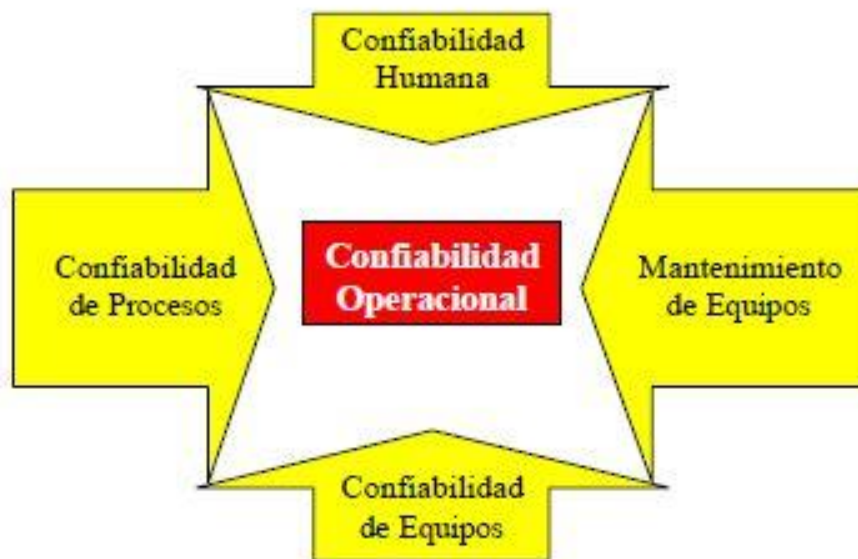 Confiabilidad
Humana
Confiabilidad
de Procesos
Confiabilidad
Operacional
Mantenimiento
de Equipos
Confiabilidad
de Equipos